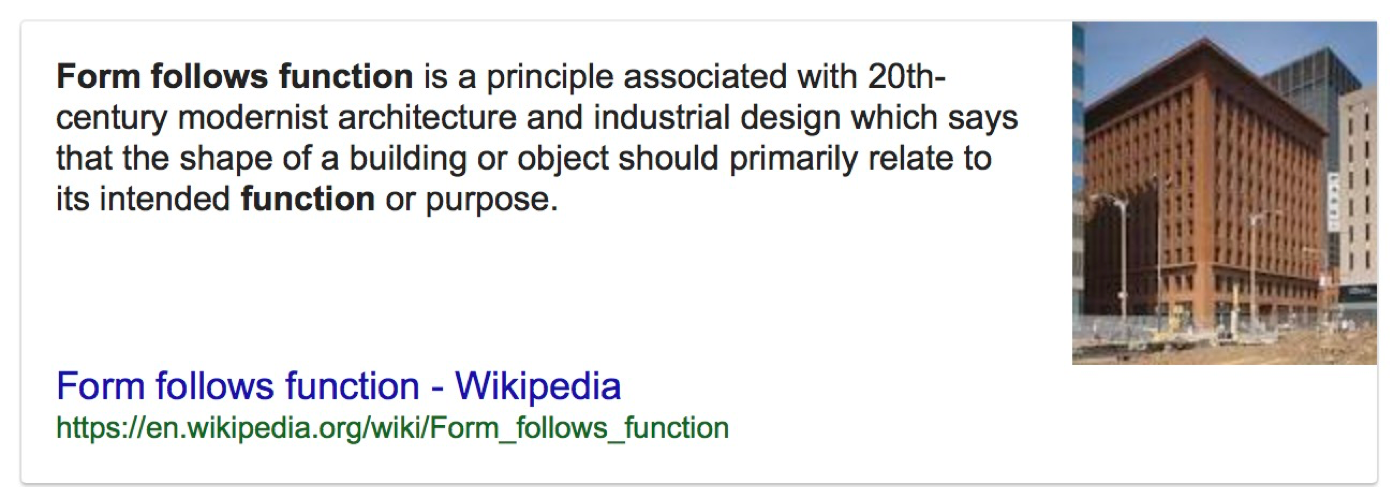 Form follows function is a principle associated with 20th-
century modernist architecture and industrial design which says
that the shape of a building or object should primarily relate to
its intended function or purpose.
Form follows function - Wikipedia
https://en.wikipedia.org/wiki/Form_follows_function